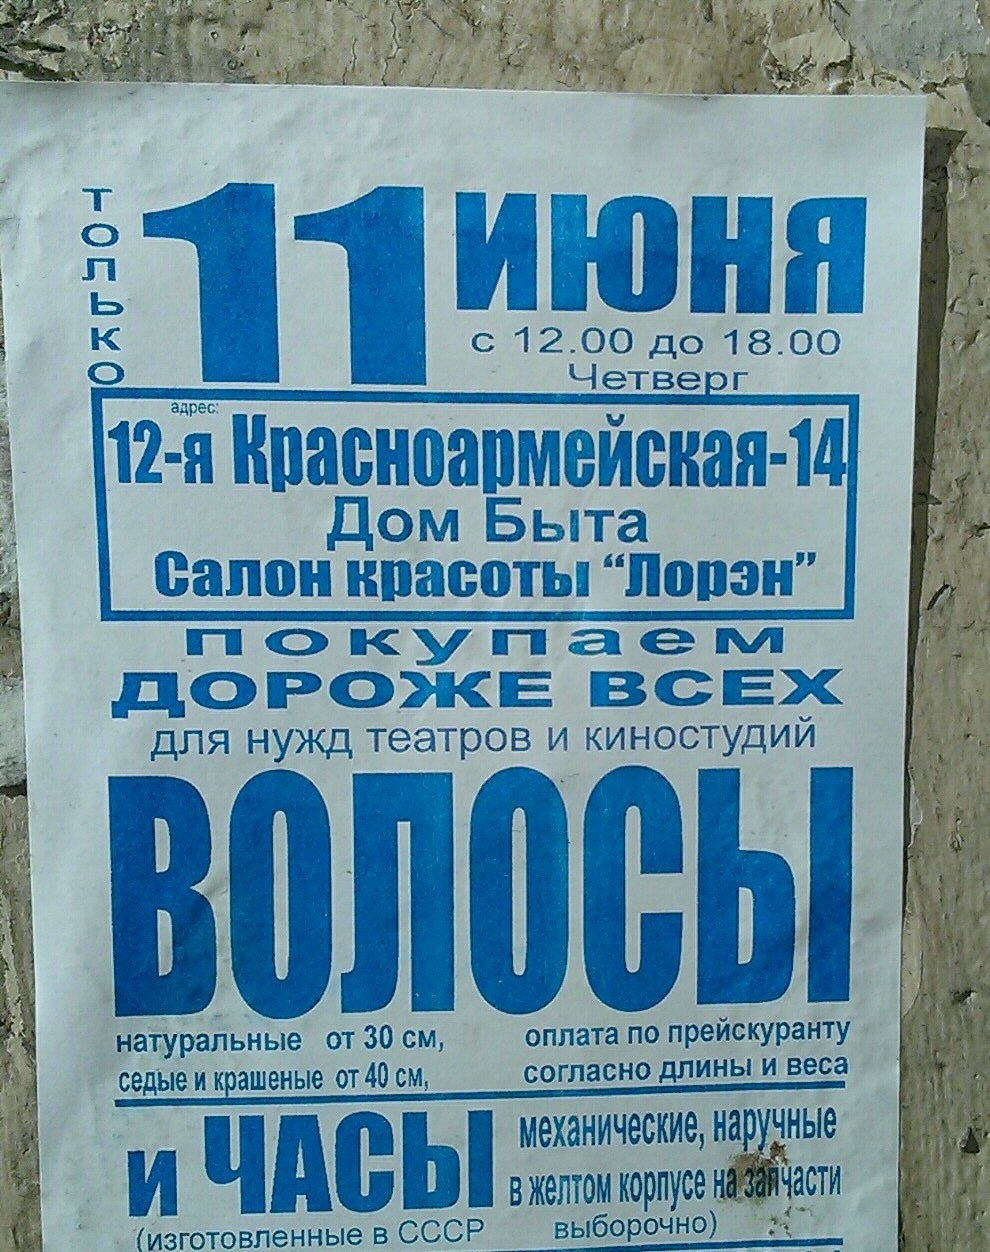 только
11 июня
с 12.00 до 18.00
Четверг
адрес:
12-я Красноармейская-14
Дом Быта
Салон красоты “Лорэн”
покупаем
ДОРОЖЕ ВСЕХ
для нужд театров и киностудий
ВОЛОСЫ
натуральные от 30 см,
седые и крашеные от 40 см,
оплата по прейскуранту
согласно длины и веса
и ЧАСЫ
механические, наручные
в желтом корпусе на запчасти
(изготовленные в СССР выборочно)